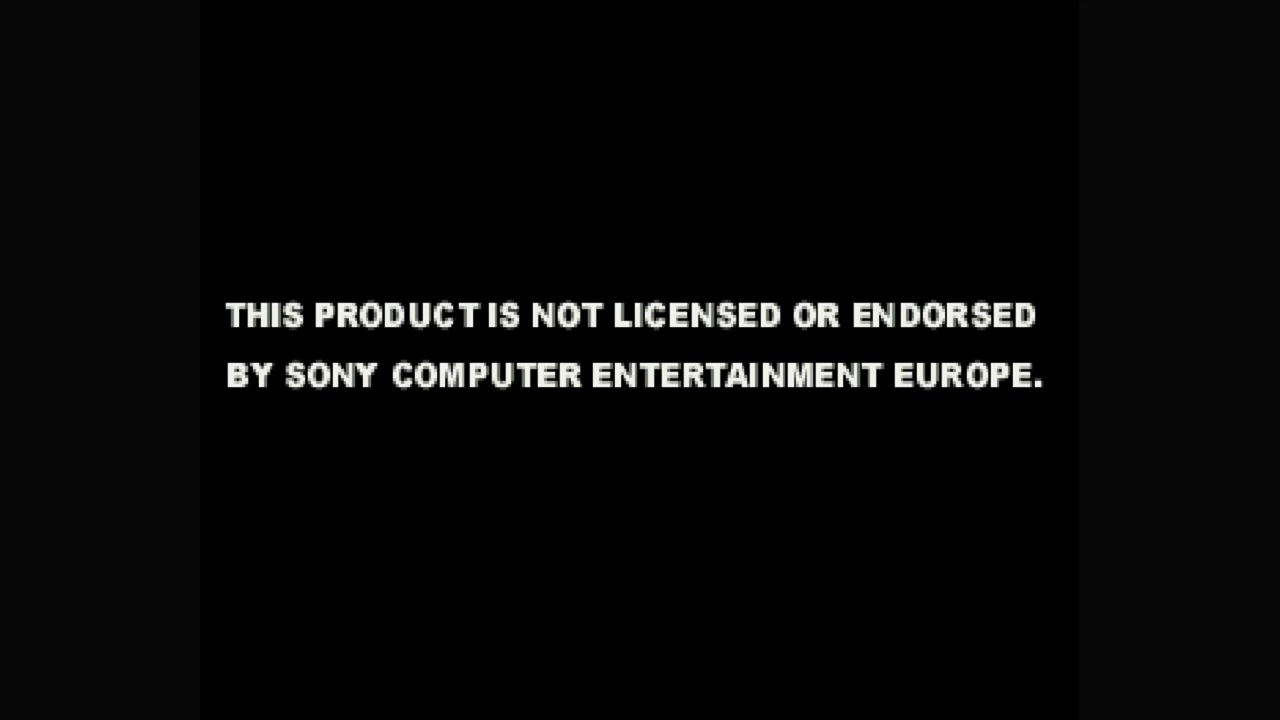 THIS PRODUCT IS NOT LICENSED OR ENDORSED
BY SONY COMPUTER ENTERTAINMENT EUROPE.